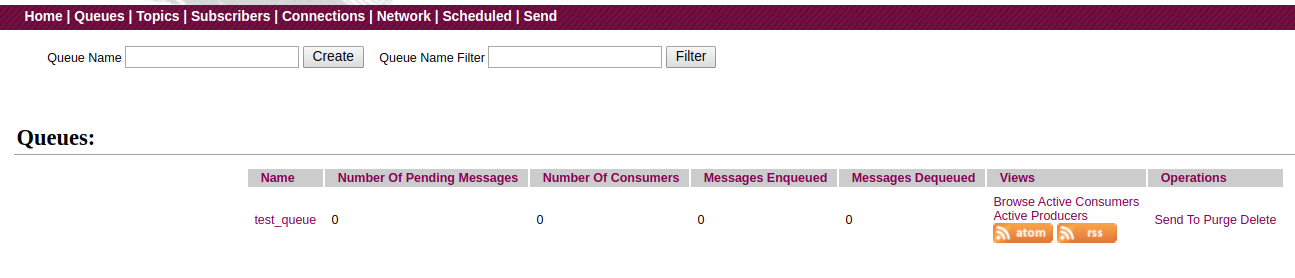 Home | Queues | Topics | Subscribers | Connections | Network | Scheduled | Send
Queue Name Create Queue Name Filter Filter
Queues:
Name Number Of Pending Messages Number Of Consumers Messages Enqueued Messages Dequeued Views Operations
test_queue 0 0 0 0 Browse Active Consumers
Active Producers
atom rss Send To Purge Delete